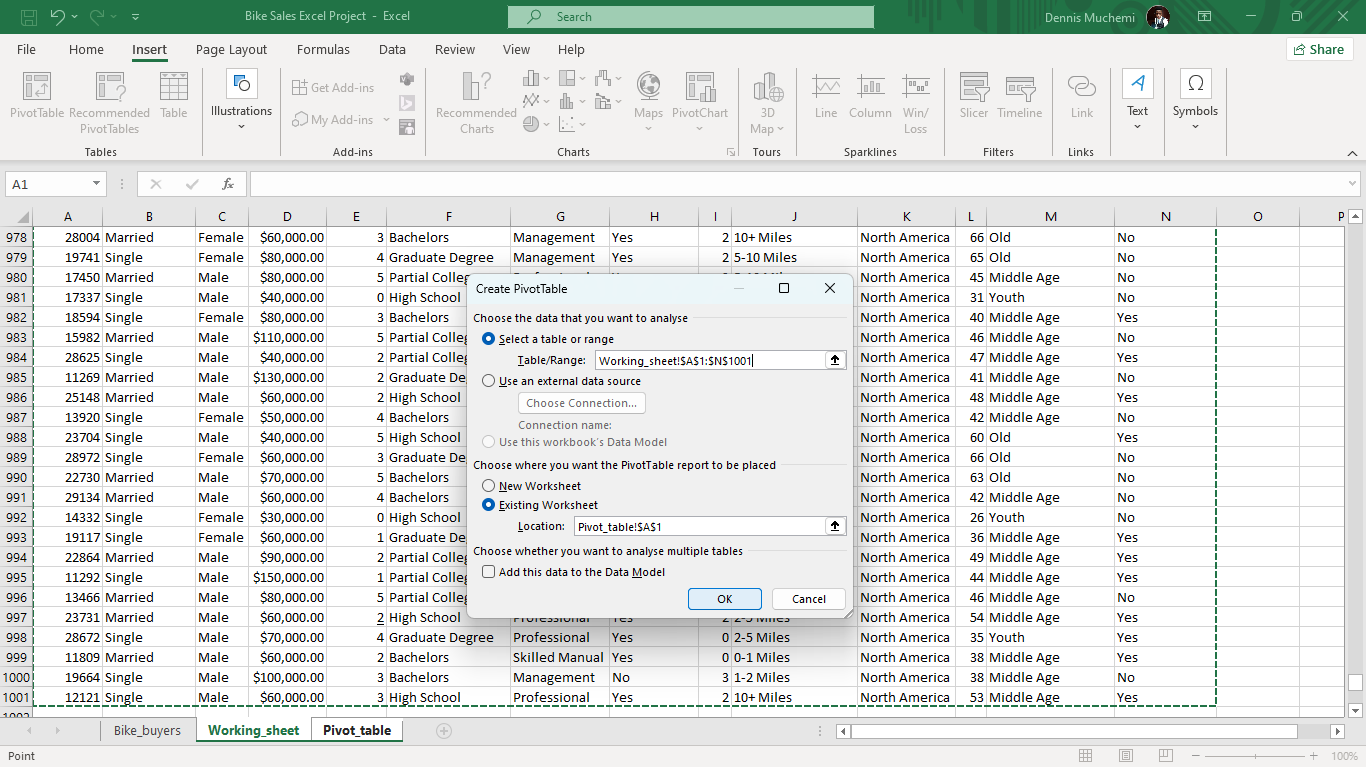 Bike Sales Excel Project - Excel
Search
Dennis Muchemi
File Home Insert Page Layout Formulas Data Review View Help
Share
PivotTable
Recommended PivotTables
Table
Tables
Illustrations
Get Add-ins
My Add-ins
Add-ins
Recommended Charts
Maps
PivotChart
Charts
3D Map
Tours
Line
Column
Win/Loss
Sparklines
Slicer
Timeline
Filters
Link
Links
Text
Symbols
A1
fx
A B C D E F G H I J K L M N O P
978 28004 Married Female $60,000.00 3 Bachelors Management Yes 2 10+ Miles North America 66 Old No
979 19741 Single Female $80,000.00 4 Graduate Degree Management Yes 2 5-10 Miles North America 65 Old No
980 17450 Married Male $80,000.00 5 Partial Colleg North America 45 Middle Age No
981 17337 Single Male $40,000.00 0 High School North America 31 Youth No
982 18594 Single Female $80,000.00 3 Bachelors North America 40 Middle Age Yes
983 15982 Married Male $110,000.00 5 Partial Colleg North America 46 Middle Age No
984 28625 Single Male $40,000.00 2 Partial Colleg North America 47 Middle Age Yes
985 11269 Married Male $130,000.00 2 Graduate De North America 41 Middle Age No
986 25148 Married Male $60,000.00 2 High School North America 48 Middle Age Yes
987 13920 Single Female $50,000.00 4 Bachelors North America 42 Middle Age No
988 23704 Single Male $40,000.00 5 High School North America 60 Old Yes
989 28972 Single Female $60,000.00 3 Graduate De North America 66 Old No
990 22730 Married Male $70,000.00 5 Bachelors North America 63 Old No
991 29134 Married Male $60,000.00 4 Bachelors North America 42 Middle Age No
992 14332 Single Female $30,000.00 0 High School North America 26 Youth No
993 19117 Single Female $60,000.00 1 Graduate De North America 36 Middle Age Yes
994 22864 Married Male $90,000.00 2 Partial Colleg North America 49 Middle Age Yes
995 11292 Single Male $150,000.00 1 Partial Colleg North America 44 Middle Age Yes
996 13466 Married Male $80,000.00 5 Partial Colleg North America 46 Middle Age No
997 23731 Married Male $60,000.00 2 High School Professional Yes 2 2-5 Miles North America 54 Middle Age Yes
998 28672 Single Male $70,000.00 4 Graduate Degree Professional Yes 0 2-5 Miles North America 35 Youth Yes
999 11809 Married Male $60,000.00 2 Bachelors Skilled Manual Yes 0 0-1 Miles North America 38 Middle Age Yes
1000 19664 Single Male $100,000.00 3 Bachelors Management No 3 1-2 Miles North America 38 Middle Age No
1001 12121 Single Male $60,000.00 3 High School Professional Yes 2 10+ Miles North America 53 Middle Age Yes
1002
Create PivotTable
Choose the data that you want to analyse
Select a table or range
Table/Range: Working_sheet!$A$1:$N$1001
Use an external data source
Choose Connection...
Connection name:
Use this workbook's Data Model
Choose where you want the PivotTable report to be placed
New Worksheet
Existing Worksheet
Location: Pivot_table!$A$1
Choose whether you want to analyse multiple tables
Add this data to the Data Model
OK Cancel
Bike_buyers Working_sheet Pivot_table
Point
100%